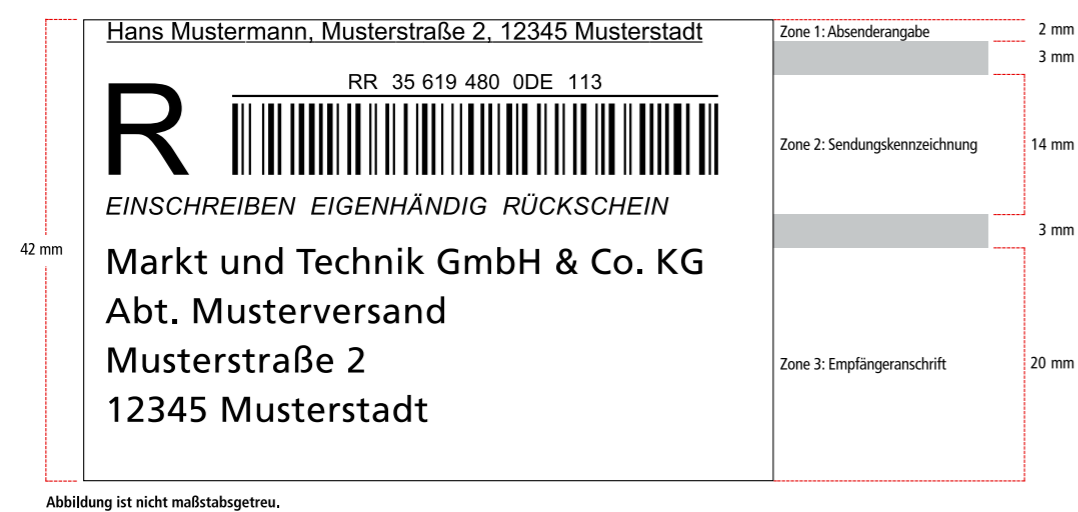 Hans Mustermann, Musterstraße 2, 12345 Musterstadt
Zone 1: Absenderangabe
2 mm
3 mm
RR 35 619 480 0DE 113
R
Zone 2: Sendungskennzeichnung
14 mm
EINSCHREIBEN EIGENHÄNDIG RÜCKSCHEIN
3 mm
42 mm
Markt und Technik GmbH & Co. KG
Abt. Musterversand
Musterstraße 2
12345 Musterstadt
Zone 3: Empfängeranschrift
20 mm
Abbildung ist nicht maßstabsgetreu.